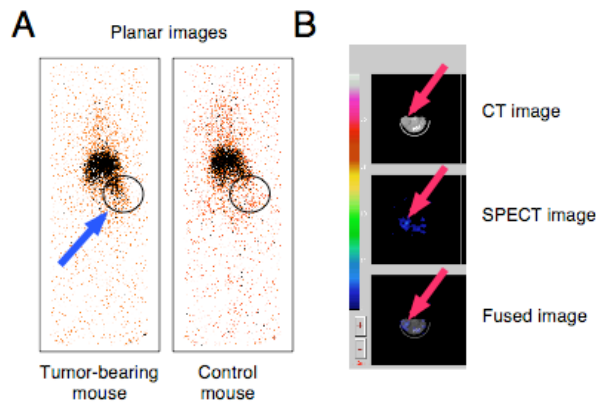 A
Planar images
Tumor-bearing
mouse
Control
mouse
B
CT image
SPECT image
Fused image